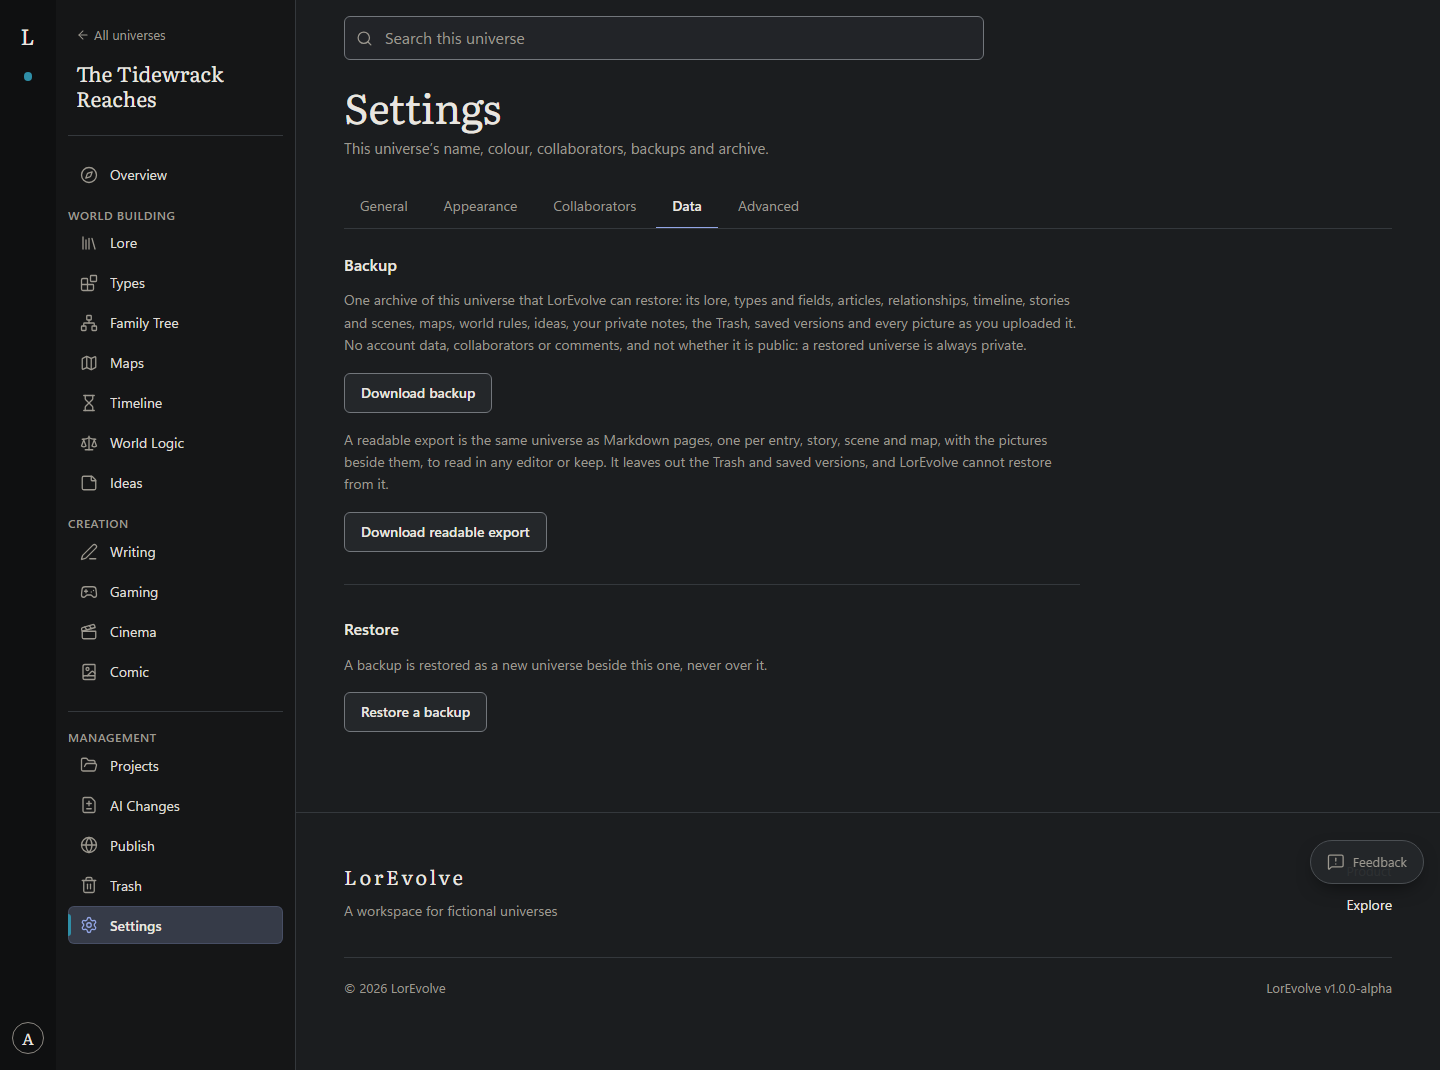 L
All universes
The Tidewrack
Reaches
Overview
WORLD BUILDING
Lore
Types
Family Tree
Maps
Timeline
World Logic
Ideas
CREATION
Writing
Gaming
Cinema
Comic
MANAGEMENT
Projects
AI Changes
Publish
Trash
Settings
A
Search this universe
Settings
This universe's name, colour, collaborators, backups and archive.
General
Appearance
Collaborators
Data
Advanced
Backup
One archive of this universe that LorEvolve can restore: its lore, types and fields, articles, relationships, timeline, stories
and scenes, maps, world rules, ideas, your private notes, the Trash, saved versions and every picture as you uploaded it.
No account data, collaborators or comments, and not whether it is public: a restored universe is always private.
Download backup
A readable export is the same universe as Markdown pages, one per entry, story, scene and map, with the pictures
beside them, to read in any editor or keep. It leaves out the Trash and saved versions, and LorEvolve cannot restore
from it.
Download readable export
Restore
A backup is restored as a new universe beside this one, never over it.
Restore a backup
LorEvolve
A workspace for fictional universes
Feedback
Product
Explore
© 2026 LorEvolve
LorEvolve v1.0.0-alpha